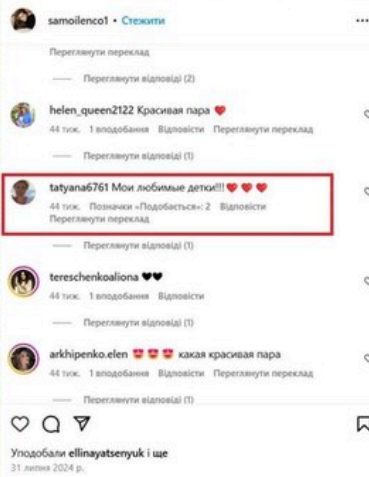 samoilenco1 • Стежити
Переглянути переклад
Переглянути відповіді (2)
helen_queen2122 Красивая пара ❤️
44 тиж. 1 вподобання Відповісти Переглянути переклад
Переглянути відповіді (1)
tatyana6761 Мои любимые детки!!!❤️ ❤️ ❤️
44 тиж. Позначки «Подобається»: 2 Відповісти
Переглянути переклад
Переглянути відповіді (1)
tereschenkoaliona 🖤🖤
44 тиж. 1 вподобання Відповісти
Переглянути відповіді (1)
arkhipenko.elen 😍 😍 😍 какая красивая пара
44 тиж. 1 вподобання Відповісти Переглянути переклад
Переглянути відповіді (1)
Уподобали ellinayatsenyuk і ще
31 липня 2024 р.